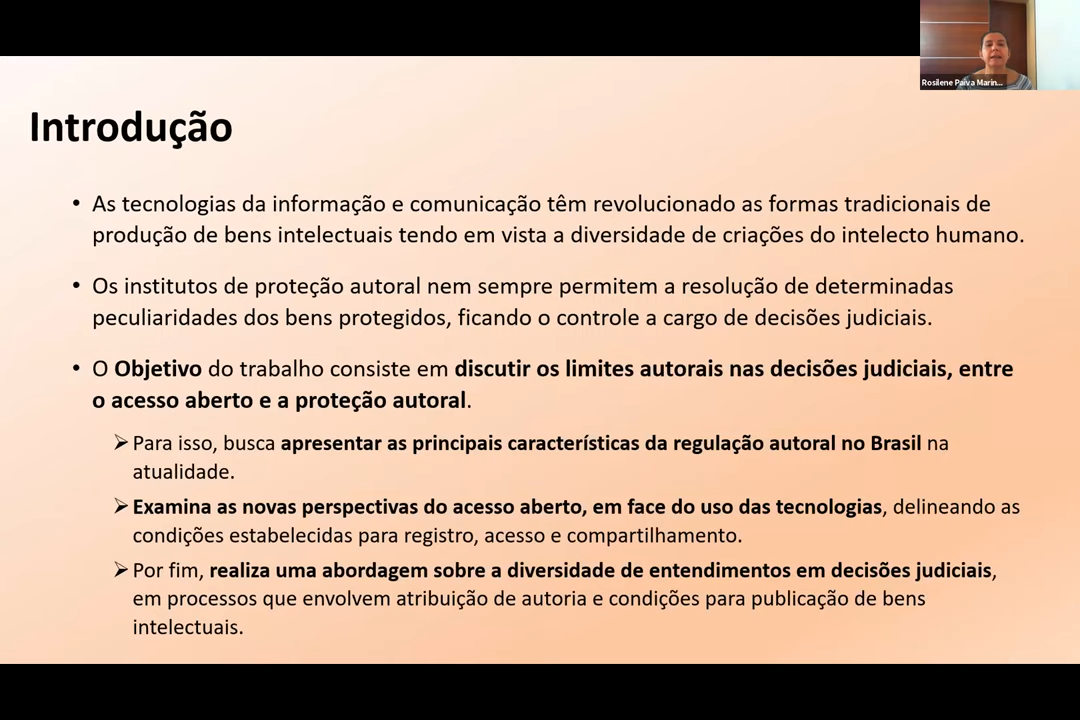 Rosilene Paiva Marin...
Introdução
• As tecnologias da informação e comunicação têm revolucionado as formas tradicionais de
produção de bens intelectuais tendo em vista a diversidade de criações do intelecto humano.
• Os institutos de proteção autoral nem sempre permitem a resolução de determinadas
peculiaridades dos bens protegidos, ficando o controle a cargo de decisões judiciais.
• O Objetivo do trabalho consiste em discutir os limites autorais nas decisões judiciais, entre
o acesso aberto e a proteção autoral.
➢Para isso, busca apresentar as principais características da regulação autoral no Brasil na
atualidade.
➢Examina as novas perspectivas do acesso aberto, em face do uso das tecnologias, delineando as
condições estabelecidas para registro, acesso e compartilhamento.
➢Por fim, realiza uma abordagem sobre a diversidade de entendimentos em decisões judiciais,
em processos que envolvem atribuição de autoria e condições para publicação de bens
intelectuais.